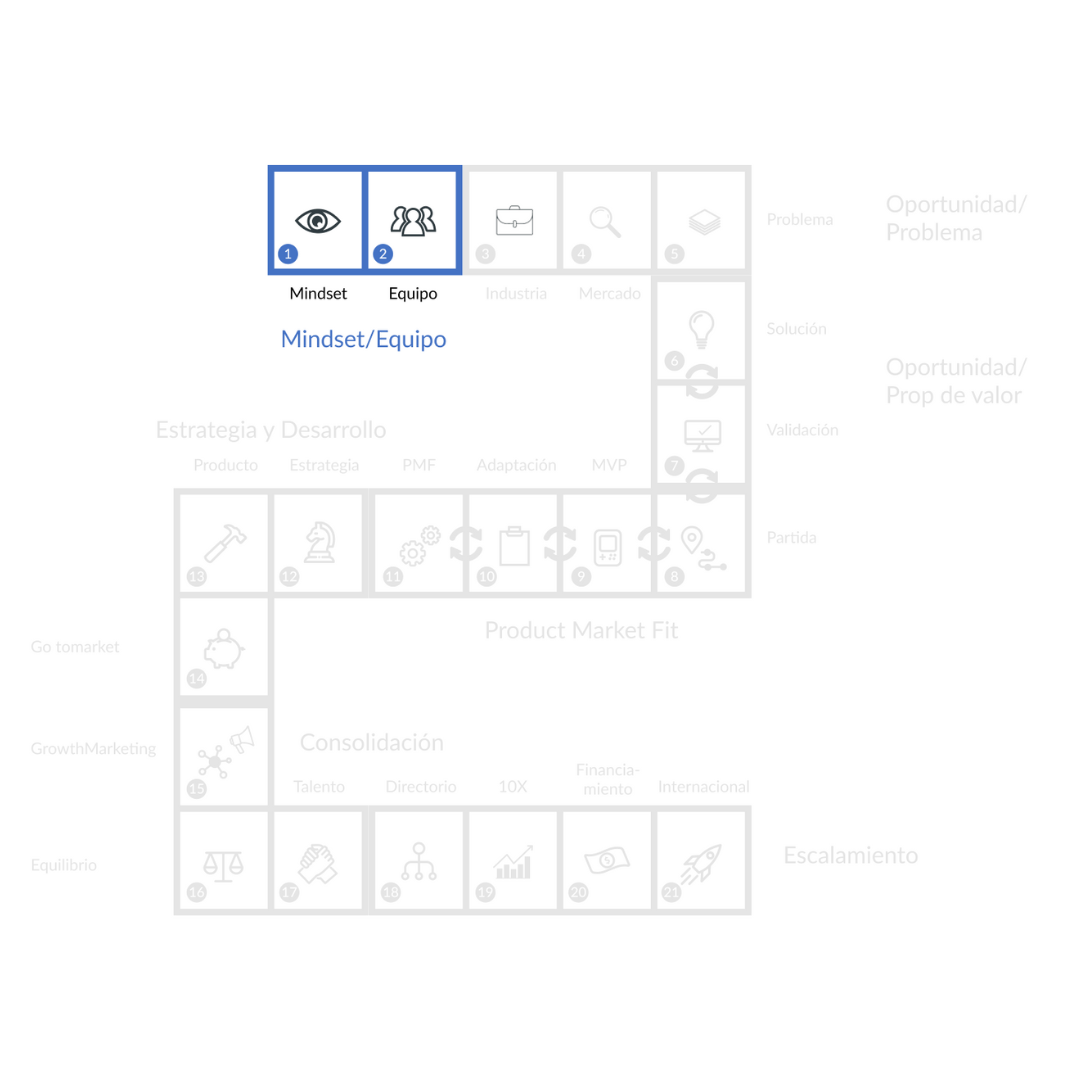 1
2
3
4
5
Problema
Oportunidad/
Problema
Mindset
Equipo
Industria
Mercado
Mindset/Equipo
6
Solución
Oportunidad/
Prop de valor
7
Validación
Estrategia y Desarrollo
Producto
Estrategia
PMF
Adaptación
MVP
13
12
11
10
9
8
Partida
Product Market Fit
Go tomarket
14
GrowthMarketing
15
Consolidación
Talento
Directorio
10X
Financia-
miento
Internacional
Equilibrio
16
17
18
19
20
21
Escalamiento